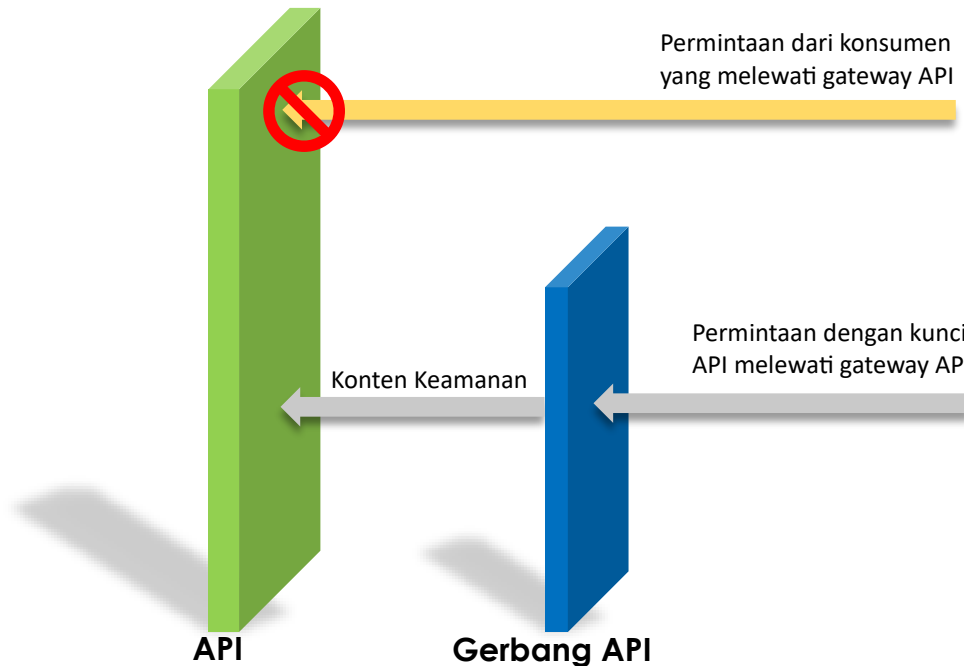 Permintaan dari konsumen
yang melewati gateway API
Permintaan dengan kunci
API melewati gateway AP
Konten Keamanan
API
Gerbang API